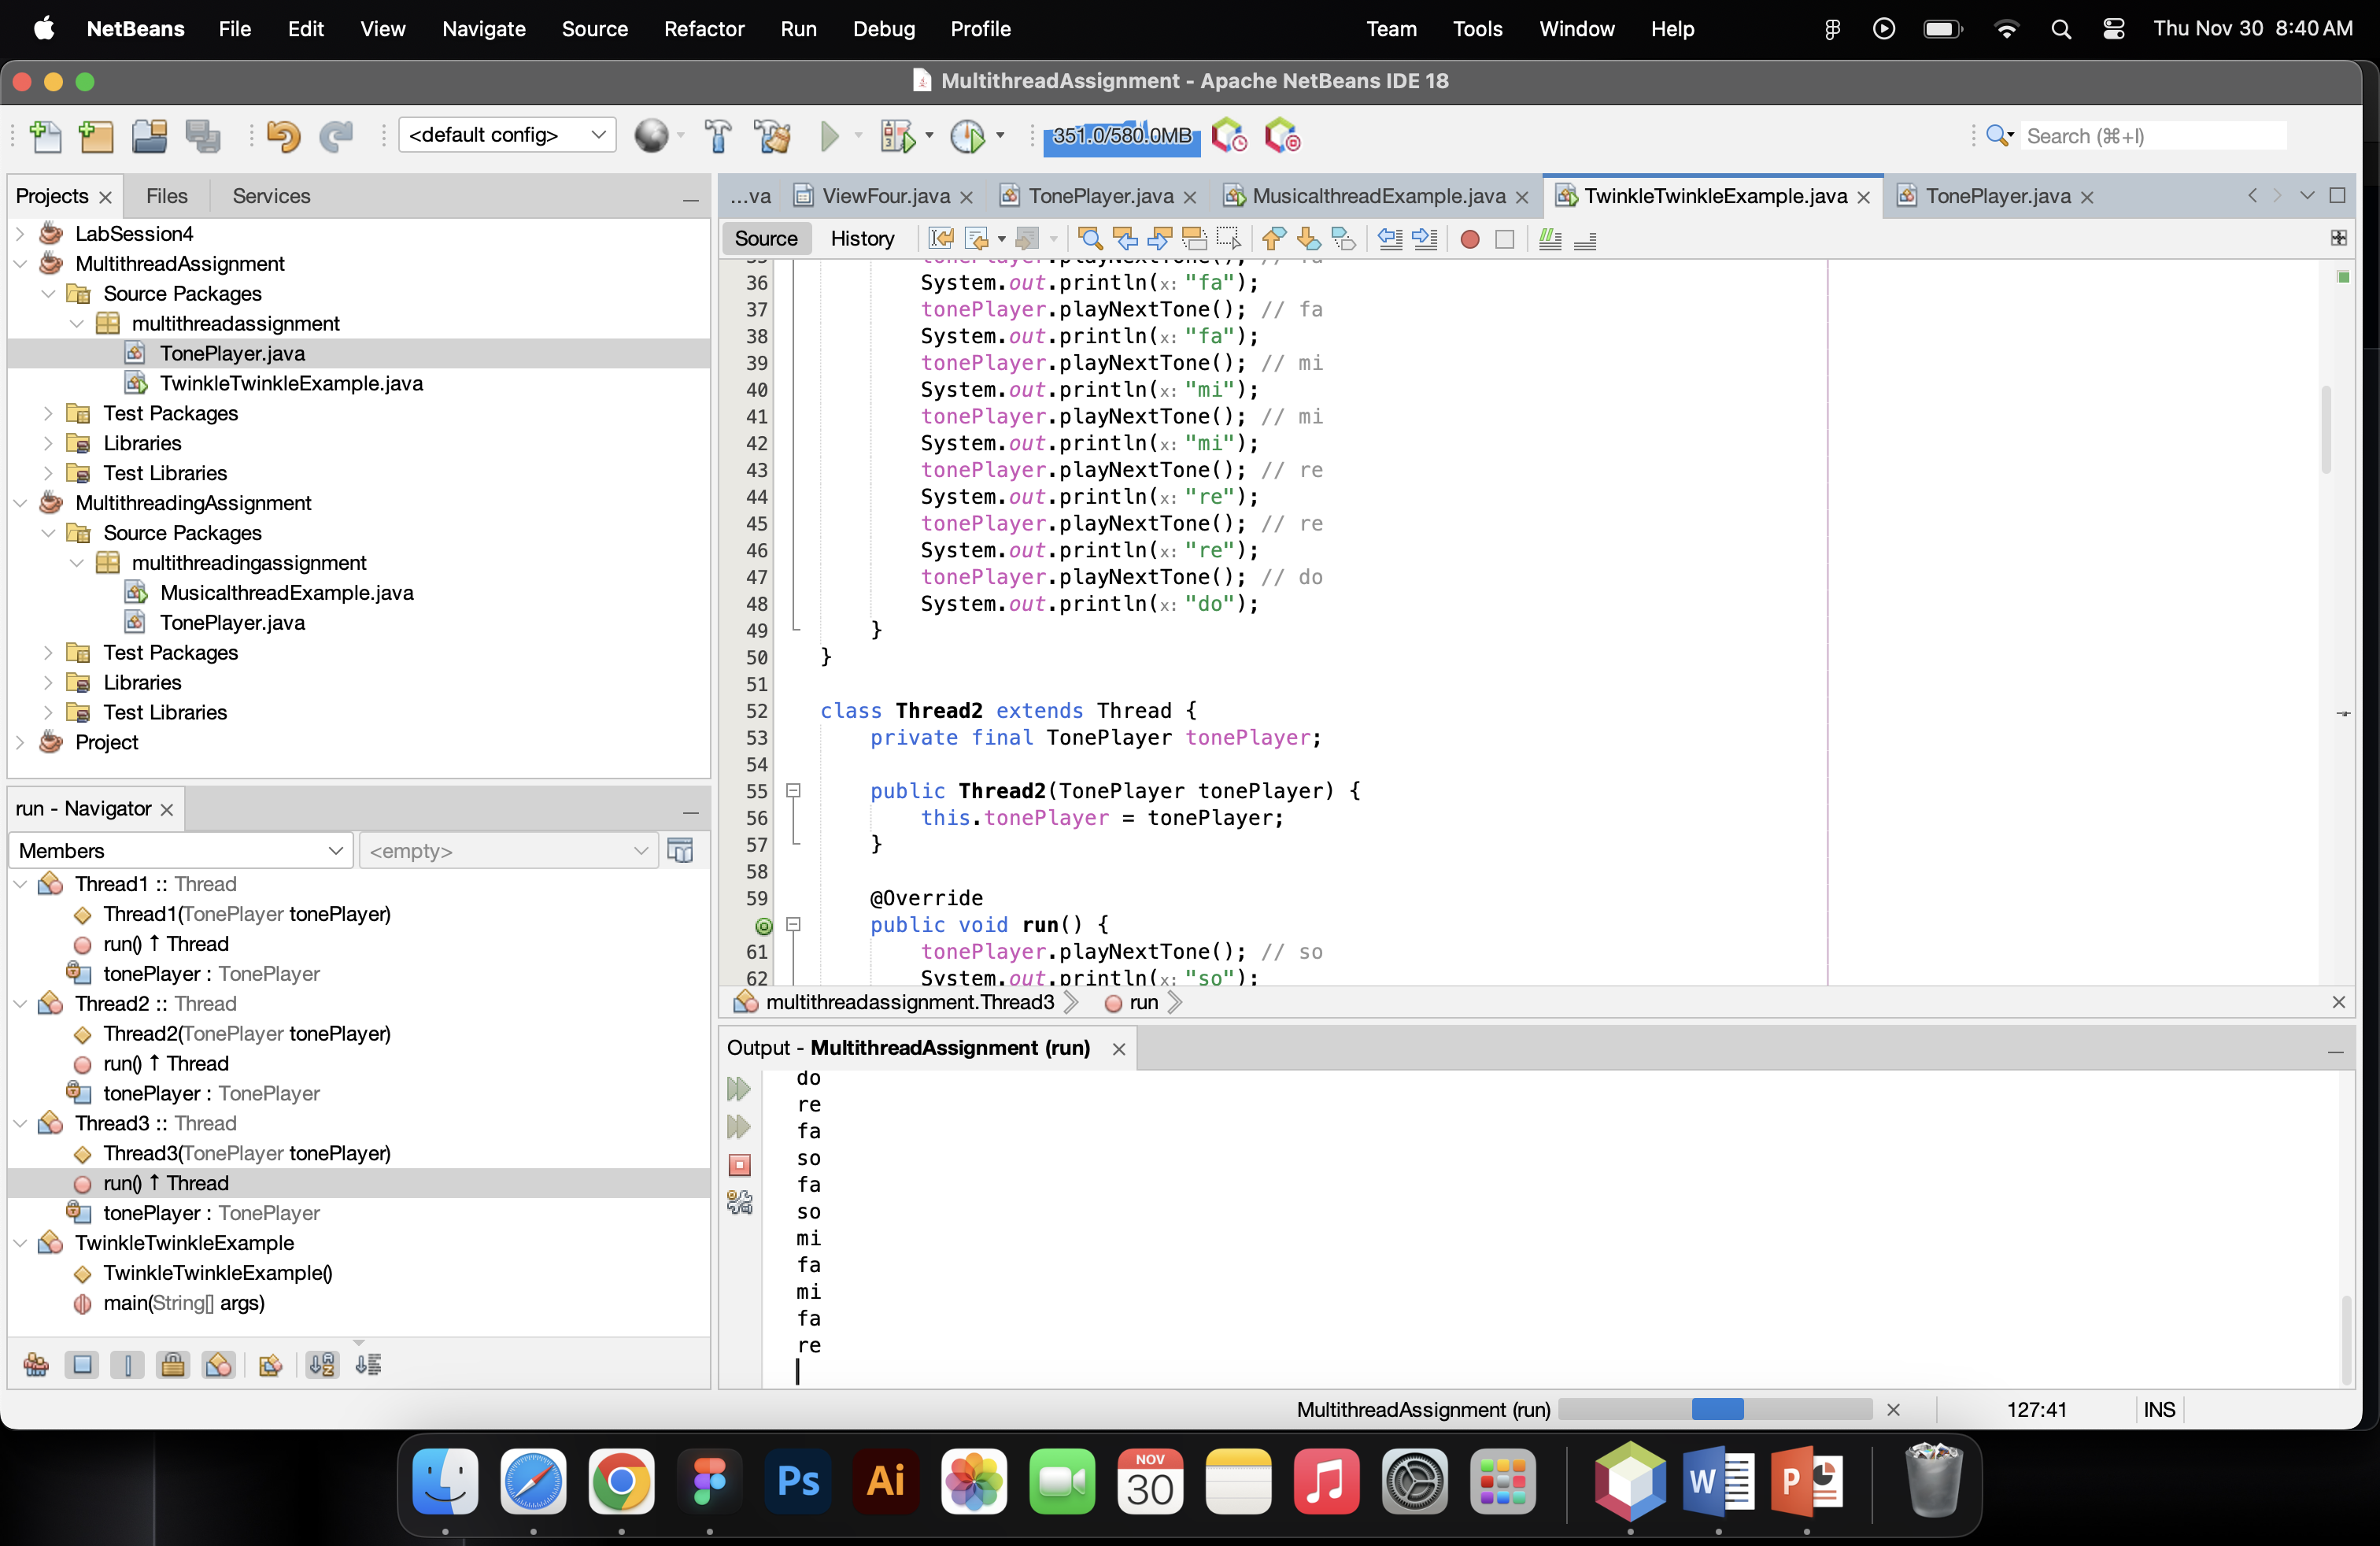 NetBeans File Edit View Navigate Source Refactor Run Debug Profile Team Tools Window Help Thu Nov 30 8:40 AM
MultithreadAssignment - Apache NetBeans IDE 18
<default config> 351.0/580.0MB Search (⌘+I)
Projects Files Services
LabSession4
MultithreadAssignment
Source Packages
multithreadassignment
TonePlayer.java
TwinkleTwinkleExample.java
Test Packages
Libraries
Test Libraries
MultithreadingAssignment
Source Packages
multithreadingassignment
MusicalthreadExample.java
TonePlayer.java
Test Packages
Libraries
Test Libraries
Project
run - Navigator
Members <empty>
Thread1 :: Thread
Thread1(TonePlayer tonePlayer)
run() ↑ Thread
tonePlayer : TonePlayer
Thread2 :: Thread
Thread2(TonePlayer tonePlayer)
run() ↑ Thread
tonePlayer : TonePlayer
Thread3 :: Thread
Thread3(TonePlayer tonePlayer)
run() ↑ Thread
tonePlayer : TonePlayer
TwinkleTwinkleExample
TwinkleTwinkleExample()
main(String[] args)
...va ViewFour.java TonePlayer.java MusicalthreadExample.java TwinkleTwinkleExample.java TonePlayer.java
Source History
35 tonePlayer.playNextTone(); // fa
36 System.out.println(x: "fa");
37 tonePlayer.playNextTone(); // fa
38 System.out.println(x: "fa");
39 tonePlayer.playNextTone(); // mi
40 System.out.println(x: "mi");
41 tonePlayer.playNextTone(); // mi
42 System.out.println(x: "mi");
43 tonePlayer.playNextTone(); // re
44 System.out.println(x: "re");
45 tonePlayer.playNextTone(); // re
46 System.out.println(x: "re");
47 tonePlayer.playNextTone(); // do
48 System.out.println(x: "do");
49 }
50 }
51
52 class Thread2 extends Thread {
53 private final TonePlayer tonePlayer;
54
55 public Thread2(TonePlayer tonePlayer) {
56 this.tonePlayer = tonePlayer;
57 }
58
59 @Override
public void run() {
61 tonePlayer.playNextTone(); // so
62 System.out.println(x: "so");
multithreadassignment.Thread3 run
Output - MultithreadAssignment (run)
do
re
fa
so
fa
so
mi
fa
mi
fa
re
MultithreadAssignment (run) 127:41 INS
Ps Ai NOV 30 W P